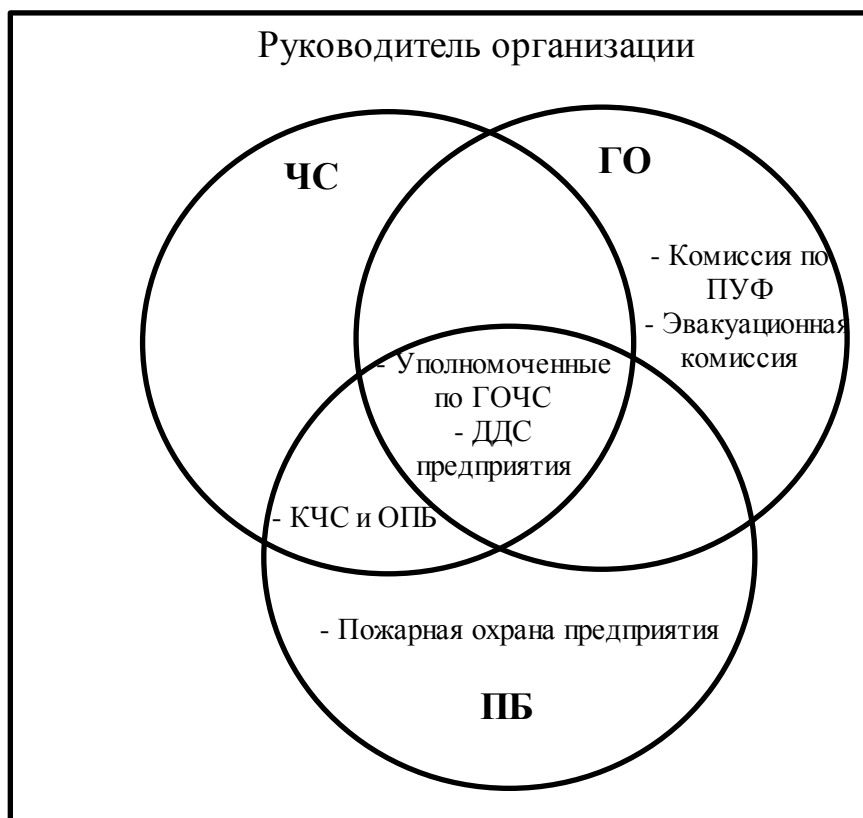 Руководитель организации
ЧС
ГО
- Комиссия по
ПУФ
- Эвакуационная
комиссия
- Уполномоченные
по ГОЧС
- ДДС
предприятия
- КЧС и ОПБ
- Пожарная охрана предприятия
ПБ